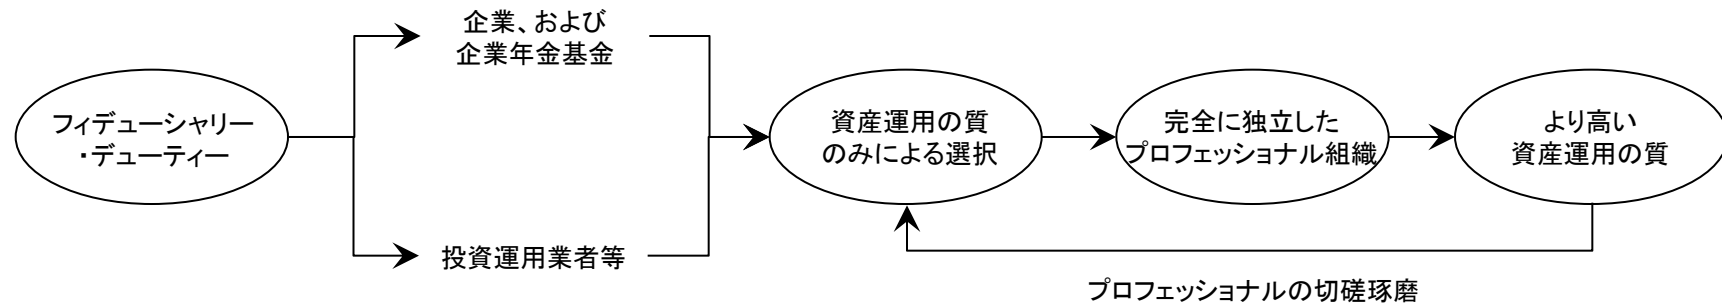 企業、および
企業年金基金
フィデューシャリー
・デューティー
資産運用の質
のみによる選択
完全に独立した
プロフェッショナル組織
より高い
資産運用の質
投資運用業者等
プロフェッショナルの切磋琢磨